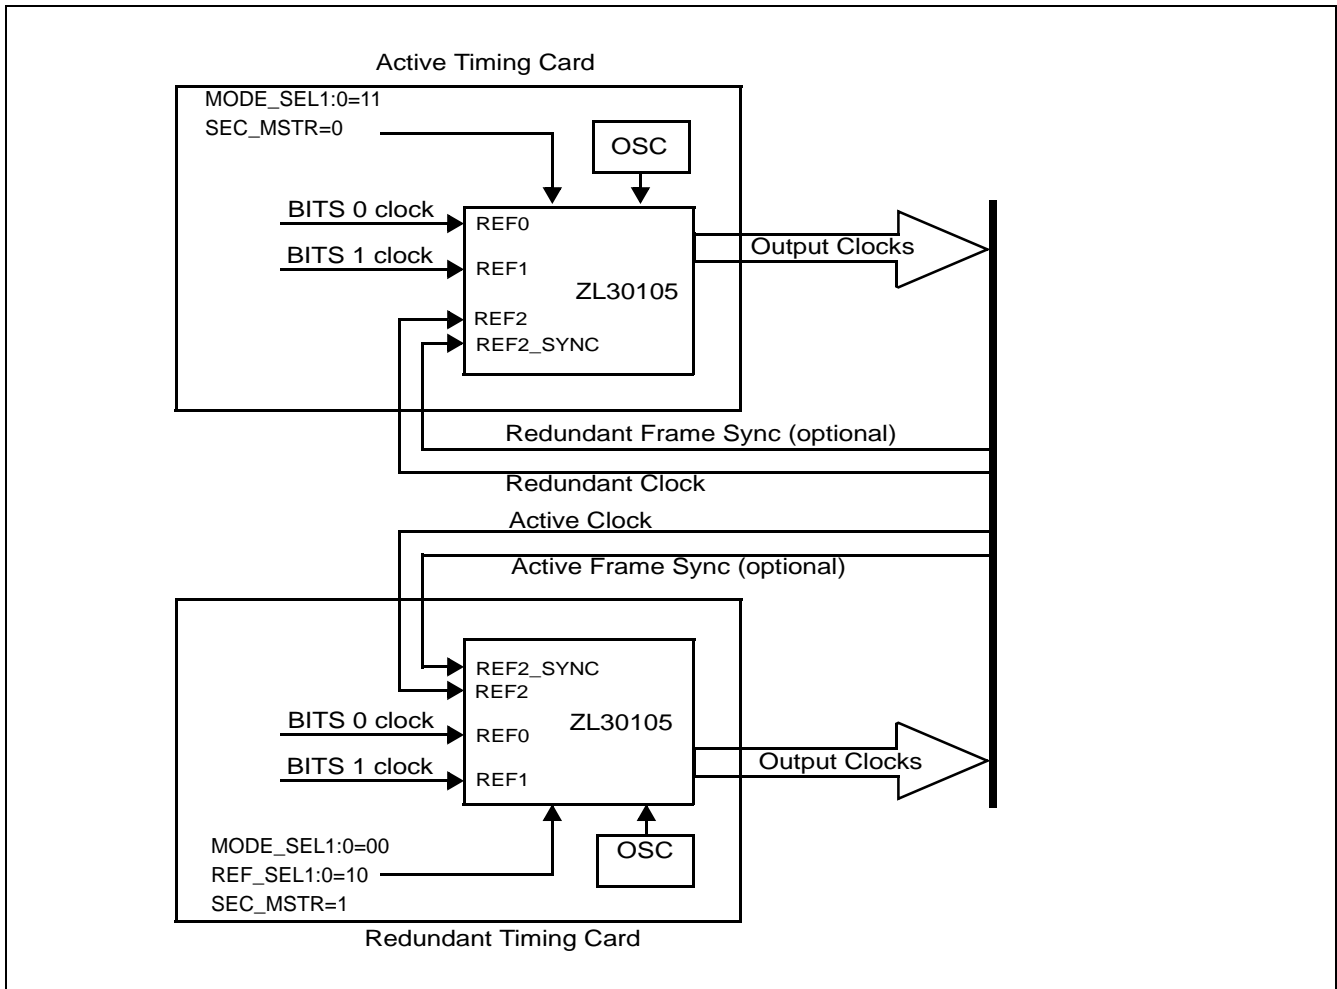 Active Timing Card
MODE_SEL1:0=11
SEC_MSTR=0
OSC
BITS 0 clock
REF0
BITS 1 clock
REF1
Output Clocks
ZL30105
REF2
REF2_SYNC
Redundant Frame Sync (optional)
Redundant Clock
Active Clock
Active Frame Sync (optional)
REF2_SYNC
REF2
BITS 0 clock
REF0
ZL30105
BITS 1 clock
REF1
Output Clocks
MODE_SEL1:0=00
REF_SEL1:0=10
SEC_MSTR=1
OSC
Redundant Timing Card